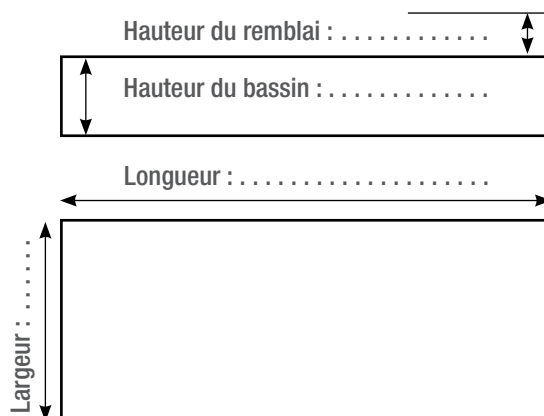 Hauteur du remblai : . . . . . . . . . . . .
Hauteur du bassin : . . . . . . . . . . . . .
Longueur : . . . . . . . . . . . . . . . . . . . .
Largeur : . . . . . .